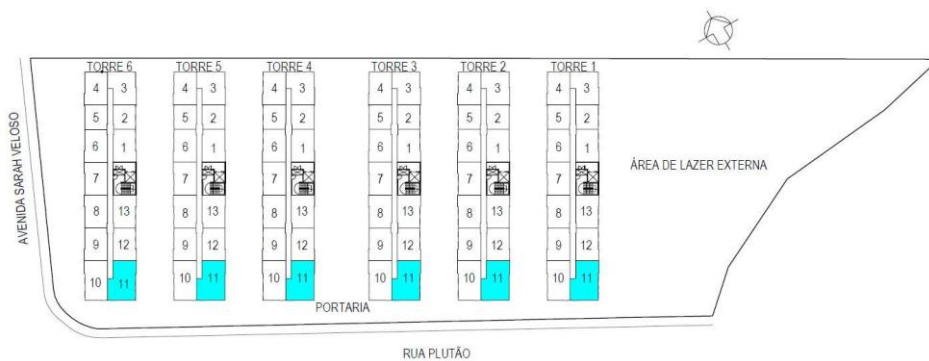 TORRE 6 TORRE 5 TORRE 4 TORRE 3 TORRE 2 TORRE 1
4 3 4 3 4 3 4 3 4 3 4 3
5 2 5 2 5 2 5 2 5 2 5 2
6 1 6 1 6 1 6 1 6 1 6 1
7 7 7 7 7 7
ÁREA DE LAZER EXTERNA
AVENIDA SARAH VELOSO
8 13 8 13 8 13 8 13 8 13 8 13
9 12 9 12 9 12 9 12 9 12 9 12
10 11 10 11 10 11 10 11 10 11 10 11
PORTARIA
RUA PLUTÃO